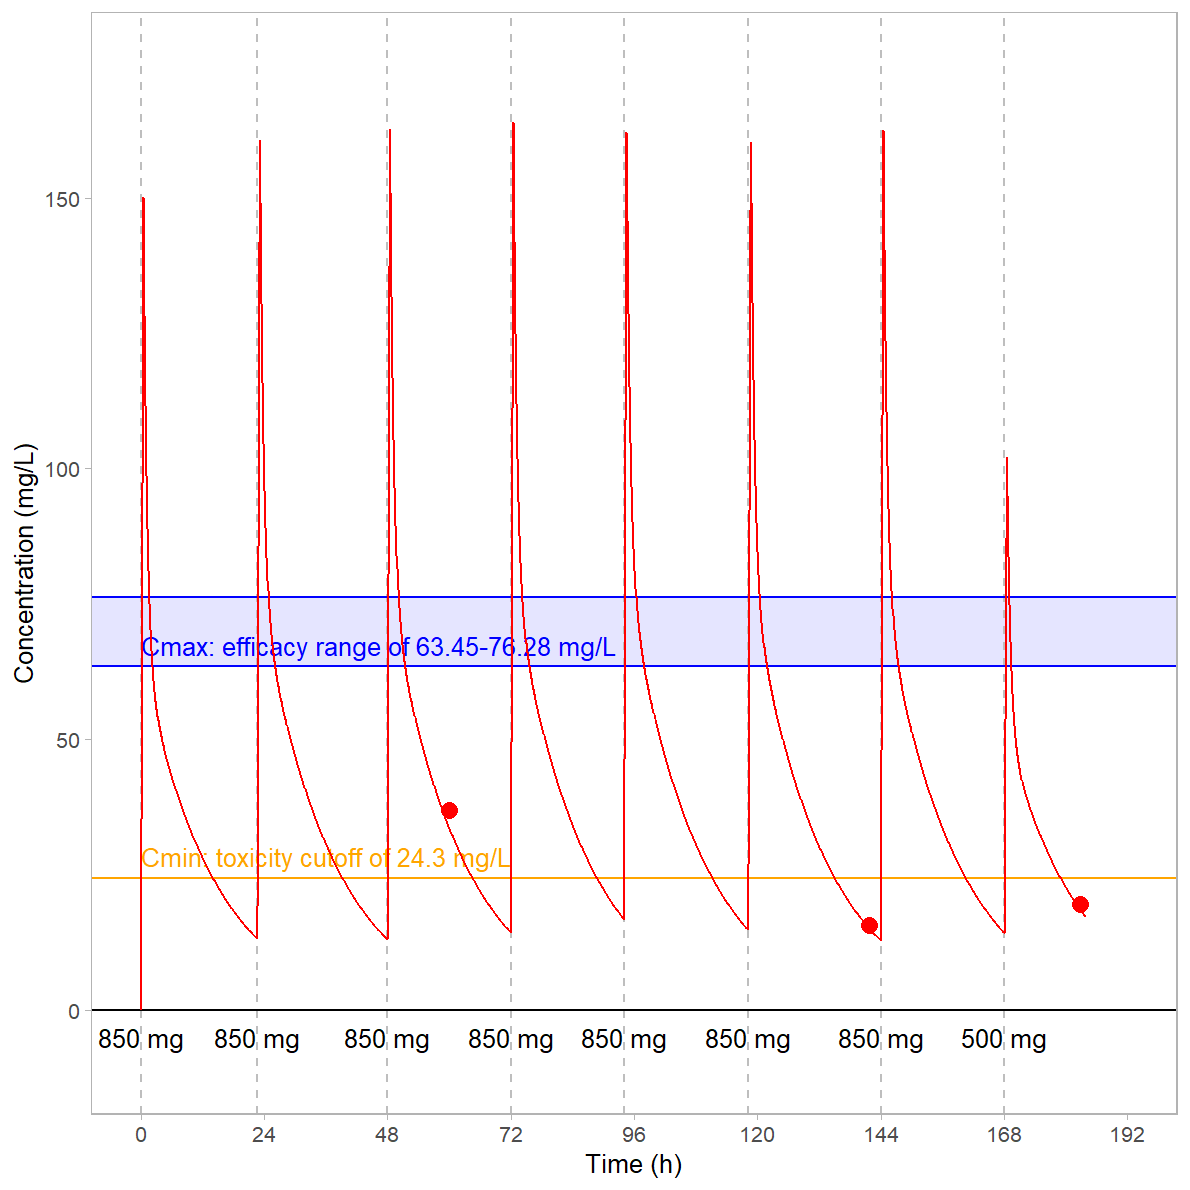 150
100
50
0
Concentration (mg/L)
Cmax: efficacy range of 63.45-76.28 mg/L
Cmin: toxicity cutoff of 24.3 mg/L
850 mg 850 mg 850 mg 850 mg 850 mg 850 mg 850 mg 500 mg
0 24 48 72 96 120 144 168 192
Time (h)